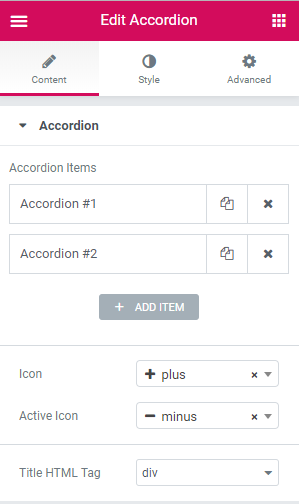 Edit Accordion
Content Style Advanced
Accordion
Accordion Items
Accordion #1
Accordion #2
+ ADD ITEM
Icon plus ×
Active Icon minus ×
Title HTML Tag div